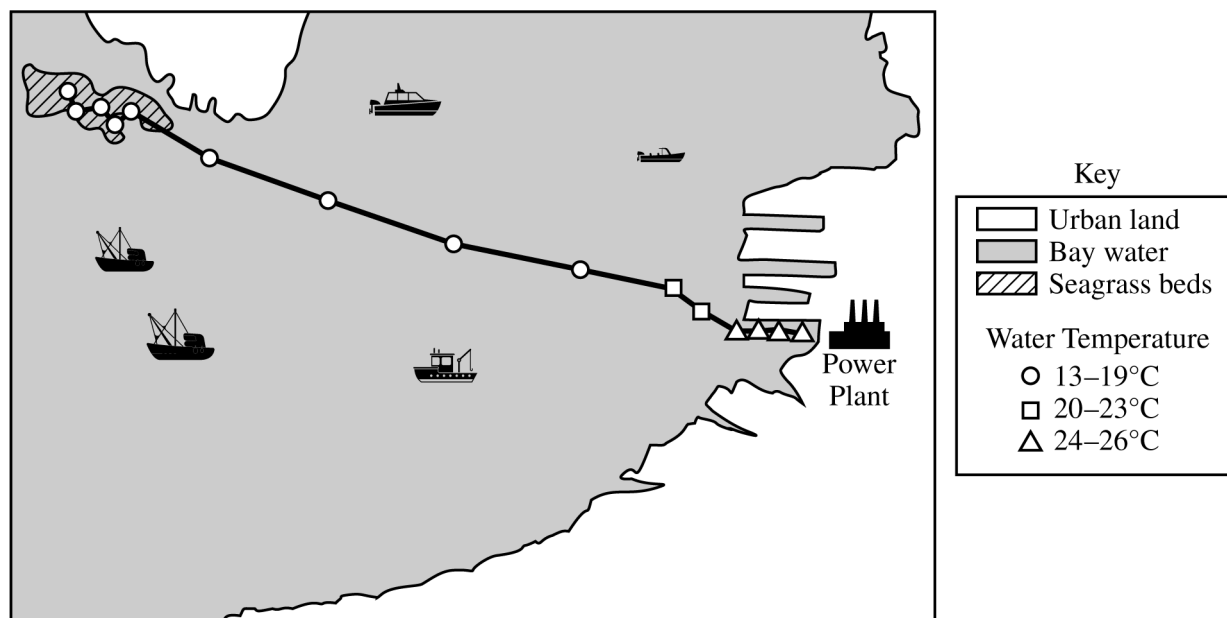 Power
Plant
Key
Urban land
Bay water
Seagrass beds
Water Temperature
13–19°C
20–23°C
24–26°C